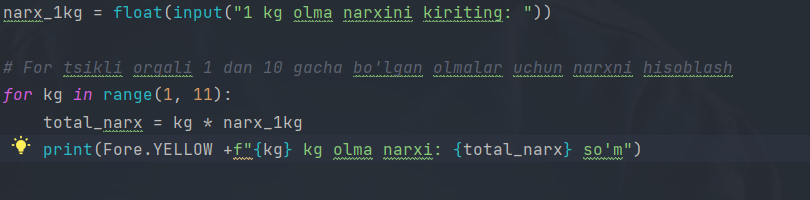 narx_1kg = float(input("1 kg olma narxini kiriting: "))
# For tsikli orqali 1 dan 10 gacha bo'lgan olmalar uchun narxni hisoblash
for kg in range(1, 11):
    total_narx = kg * narx_1kg
    print(Fore.YELLOW +f"{kg} kg olma narxi: {total_narx} so'm")